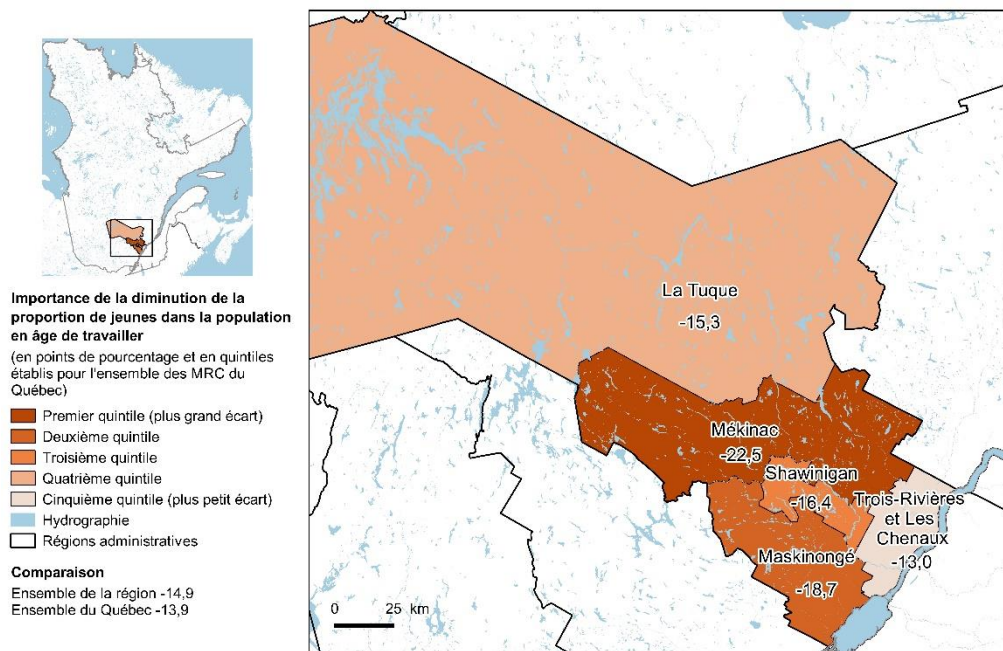 Importance de la diminution de la
proportion de jeunes dans la population
en âge de travailler
(en points de pourcentage et en quintiles
établis pour l'ensemble des MRC du
Québec)
Premier quintile (plus grand écart)
Deuxième quintile
Troisième quintile
Quatrième quintile
Cinquième quintile (plus petit écart)
Hydrographie
Régions administratives
Comparaison
Ensemble de la région -14,9
Ensemble du Québec -13,9
La Tuque
-15,3
Mékinac
-22,5
Shawinigan
-16,4
Trois-Rivières
et Les
Chenaux
-13,0
Maskinongé
-18,7
0 25 km